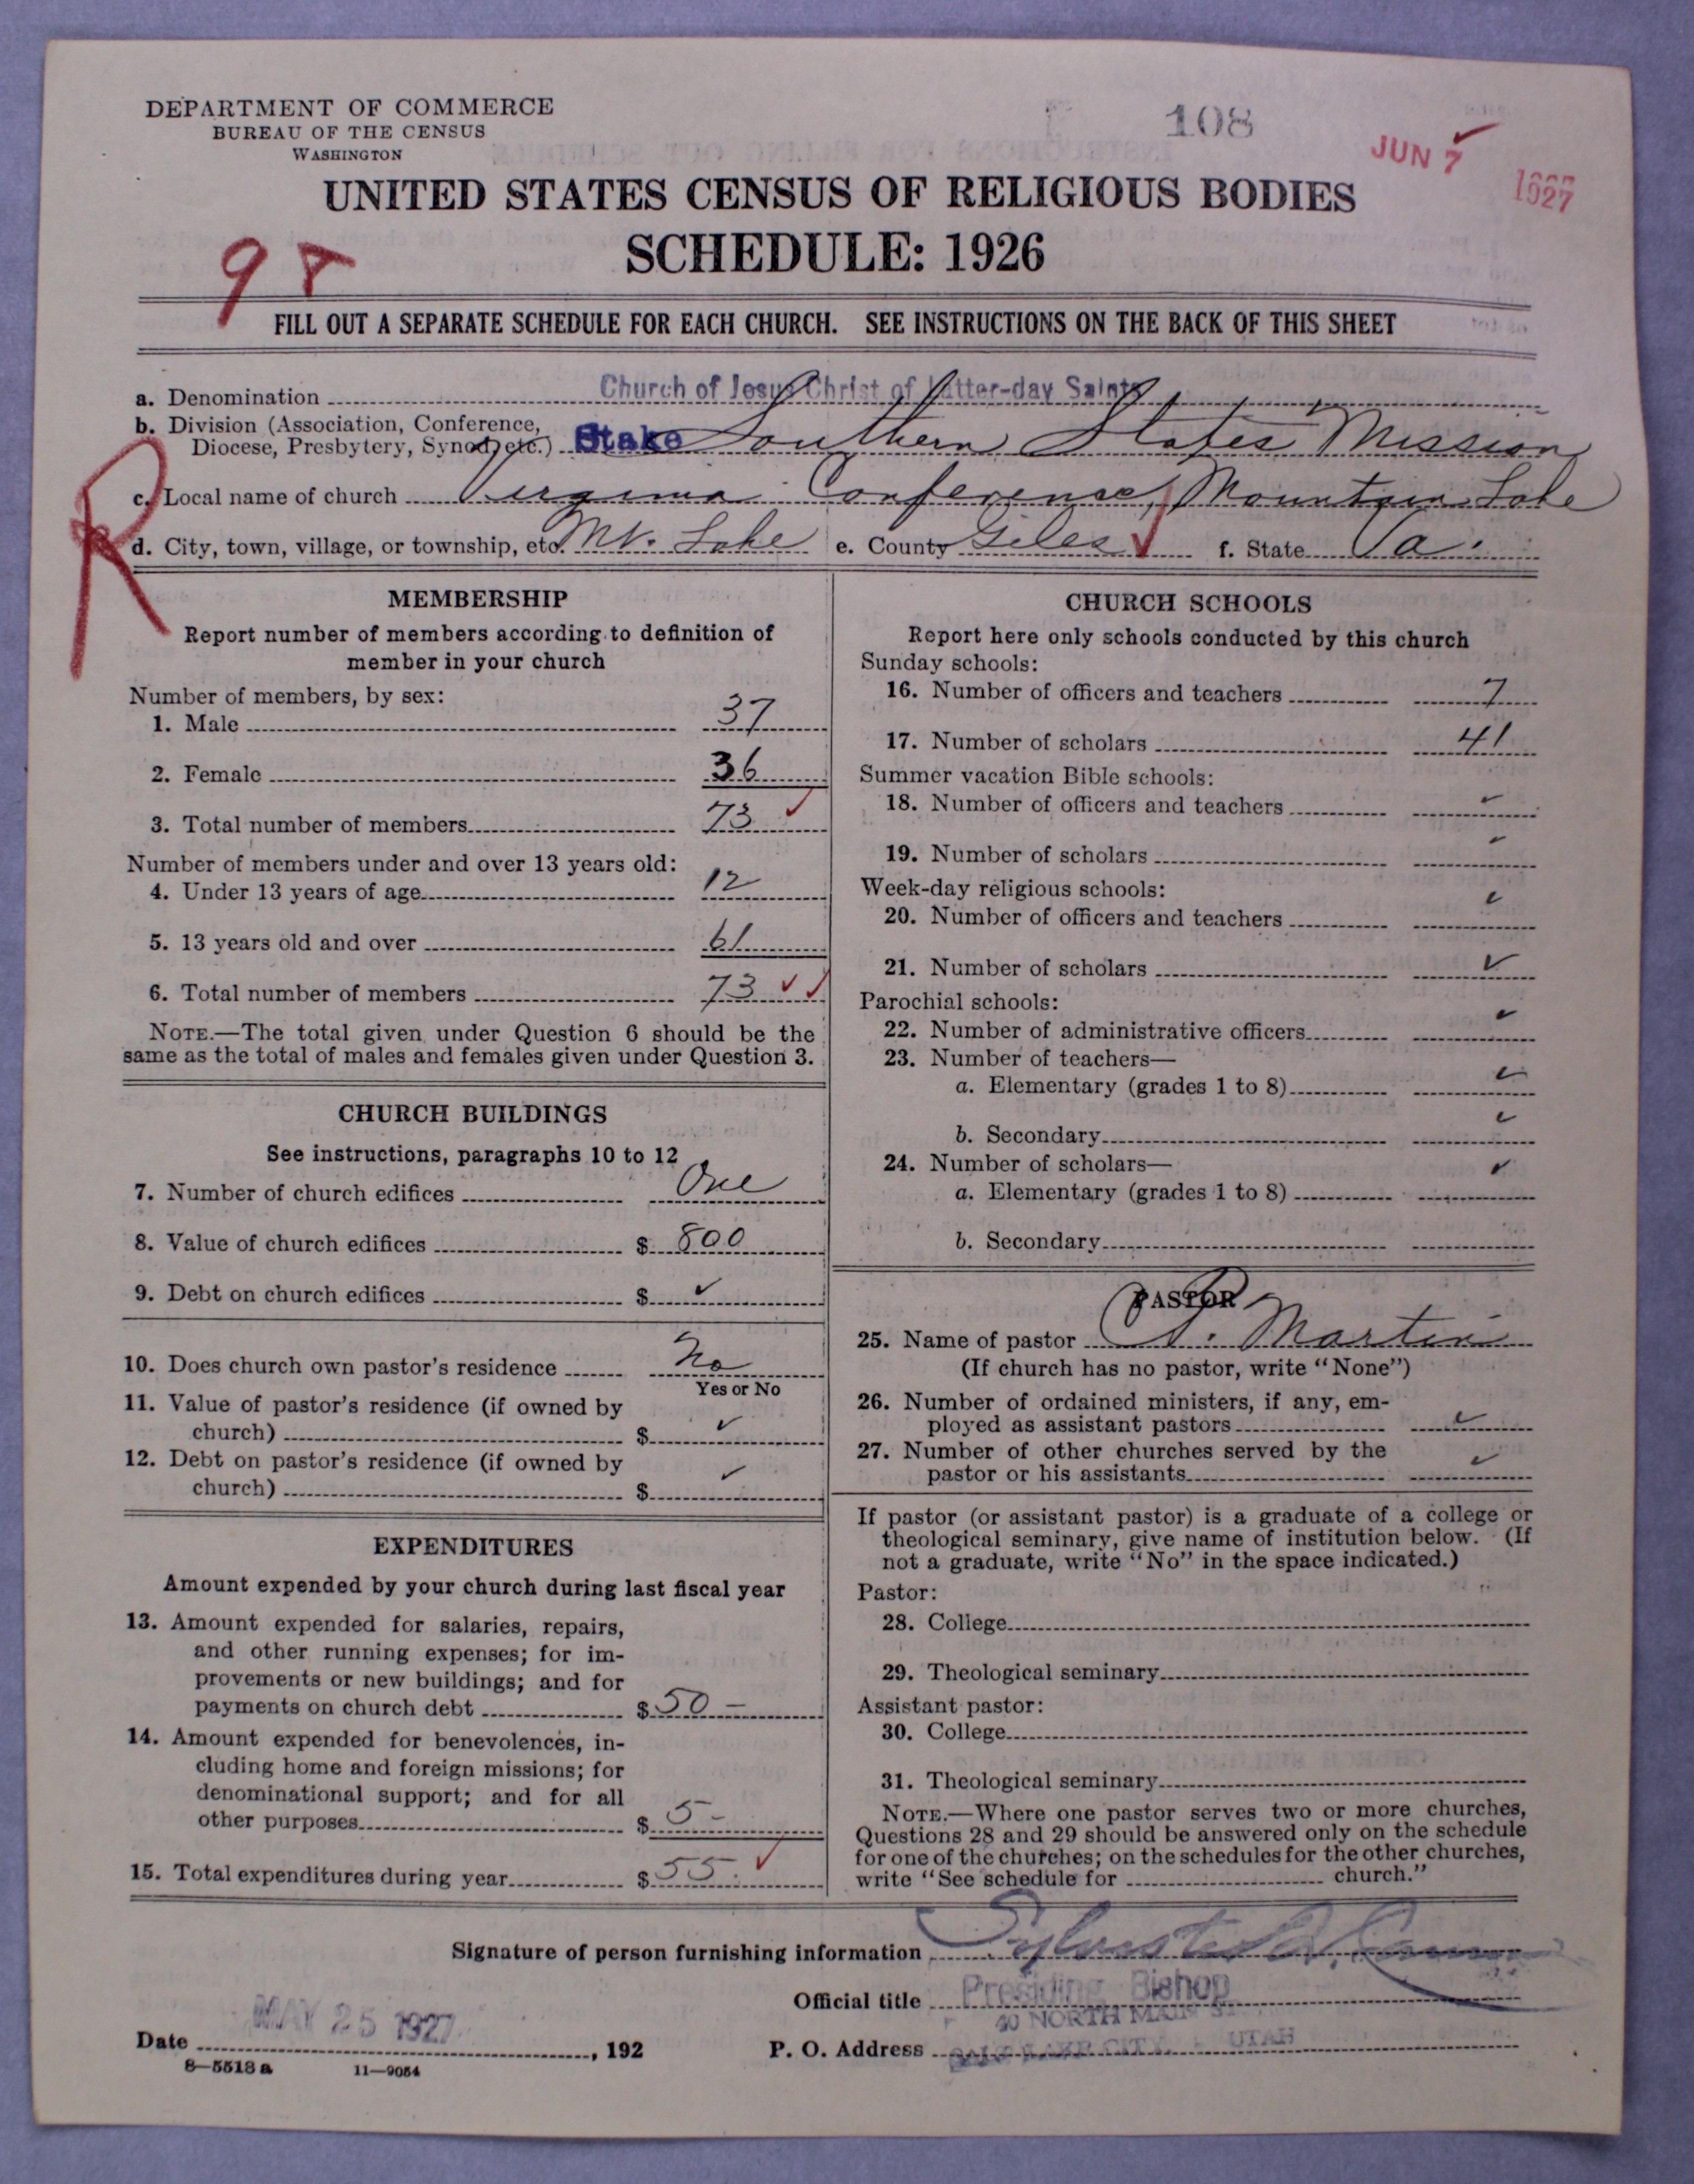 DEPARTMENT OF COMMERCE
BUREAU OF THE CENSUS
WASHINGTON
108
JUN 7 1927
UNITED STATES CENSUS OF RELIGIOUS BODIES
SCHEDULE: 1926
98
FILL OUT A SEPARATE SCHEDULE FOR EACH CHURCH. SEE INSTRUCTIONS ON THE BACK OF THIS SHEET
a. Denomination Church of Jesus Christ of Latter-day Saints
b. Division (Association, Conference,
Diocese, Presbytery, Synod, etc.) Stake Southern States Mission
R
c. Local name of church Virginia Conference, Mountain Lake
d. City, town, village, or township, etc. Mt. Lake e. County Giles f. State Va.
MEMBERSHIP
Report number of members according to definition of
member in your church
Number of members, by sex:
1. Male 37
2. Female 36
3. Total number of members 73
Number of members under and over 13 years old:
4. Under 13 years of age 12
5. 13 years old and over 61
6. Total number of members 73
NOTE.—The total given under Question 6 should be the
same as the total of males and females given under Question 3.
CHURCH BUILDINGS
See instructions, paragraphs 10 to 12
7. Number of church edifices One
8. Value of church edifices $ 800
9. Debt on church edifices $
10. Does church own pastor's residence No
Yes or No
11. Value of pastor's residence (if owned by
church) $
12. Debt on pastor's residence (if owned by
church) $
EXPENDITURES
Amount expended by your church during last fiscal year
13. Amount expended for salaries, repairs,
and other running expenses; for im-
provements or new buildings; and for
payments on church debt $ 50 –
14. Amount expended for benevolences, in-
cluding home and foreign missions; for
denominational support; and for all
other purposes $ 5 –
15. Total expenditures during year $ 55.
CHURCH SCHOOLS
Report here only schools conducted by this church
Sunday schools:
16. Number of officers and teachers 7
17. Number of scholars 41
Summer vacation Bible schools:
18. Number of officers and teachers
19. Number of scholars
Week-day religious schools:
20. Number of officers and teachers
21. Number of scholars
Parochial schools:
22. Number of administrative officers
23. Number of teachers—
a. Elementary (grades 1 to 8)
b. Secondary
24. Number of scholars—
a. Elementary (grades 1 to 8)
b. Secondary
PASTOR
25. Name of pastor Martin
(If church has no pastor, write "None")
26. Number of ordained ministers, if any, em-
ployed as assistant pastors
27. Number of other churches served by the
pastor or his assistants
If pastor (or assistant pastor) is a graduate of a college or
theological seminary, give name of institution below. (If
not a graduate, write "No" in the space indicated.)
Pastor:
28. College
29. Theological seminary
Assistant pastor:
30. College
31. Theological seminary
NOTE.—Where one pastor serves two or more churches,
Questions 28 and 29 should be answered only on the schedule
for one of the churches; on the schedules for the other churches,
write "See schedule for church."
Signature of person furnishing information Sylvester
Official title Presiding Bishop
40 NORTH MAIN ST.
Date MAY 25 1927, 192 P. O. Address SALT LAKE CITY, UTAH
8—5518 a 11—9054